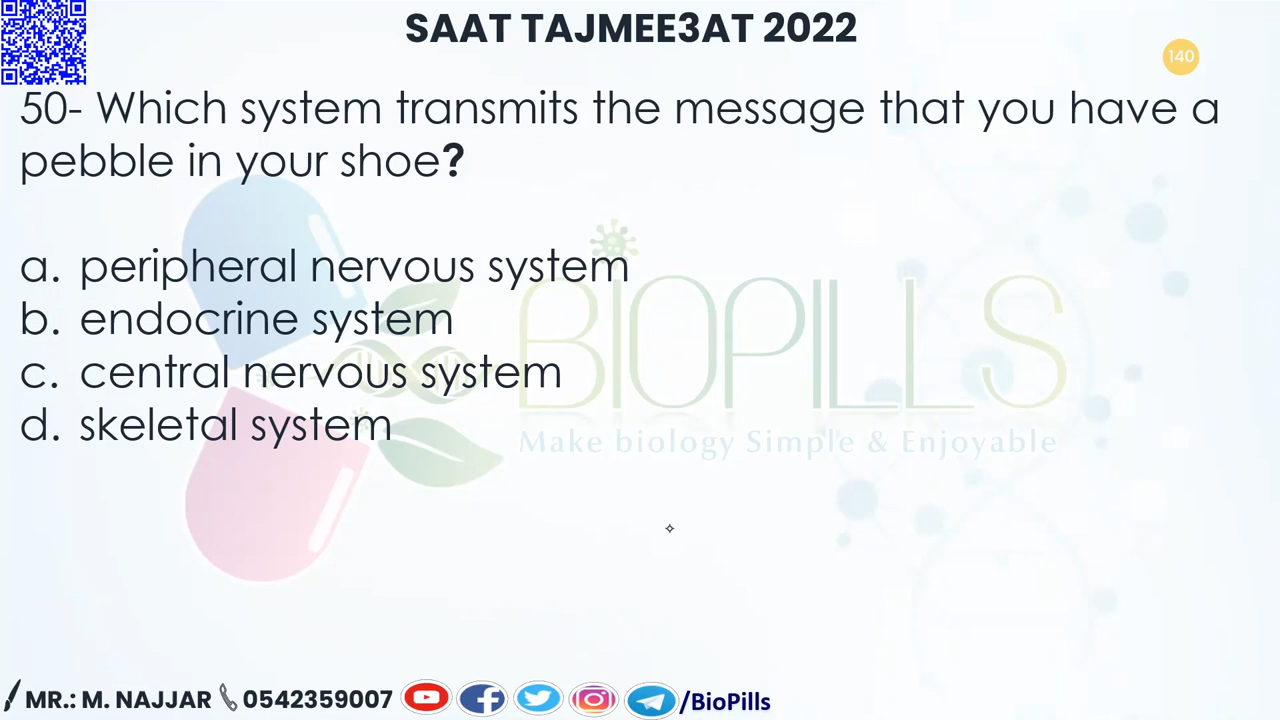 SAAT TAJMEE3AT 2022
140
50- Which system transmits the message that you have a
pebble in your shoe?
a. peripheral nervous system
b. endocrine system
c. central nervous system
d. skeletal system
BIOPILLS
Make biology Simple & Enjoyable
MR.: M. NAJJAR 0542359007 /BioPills